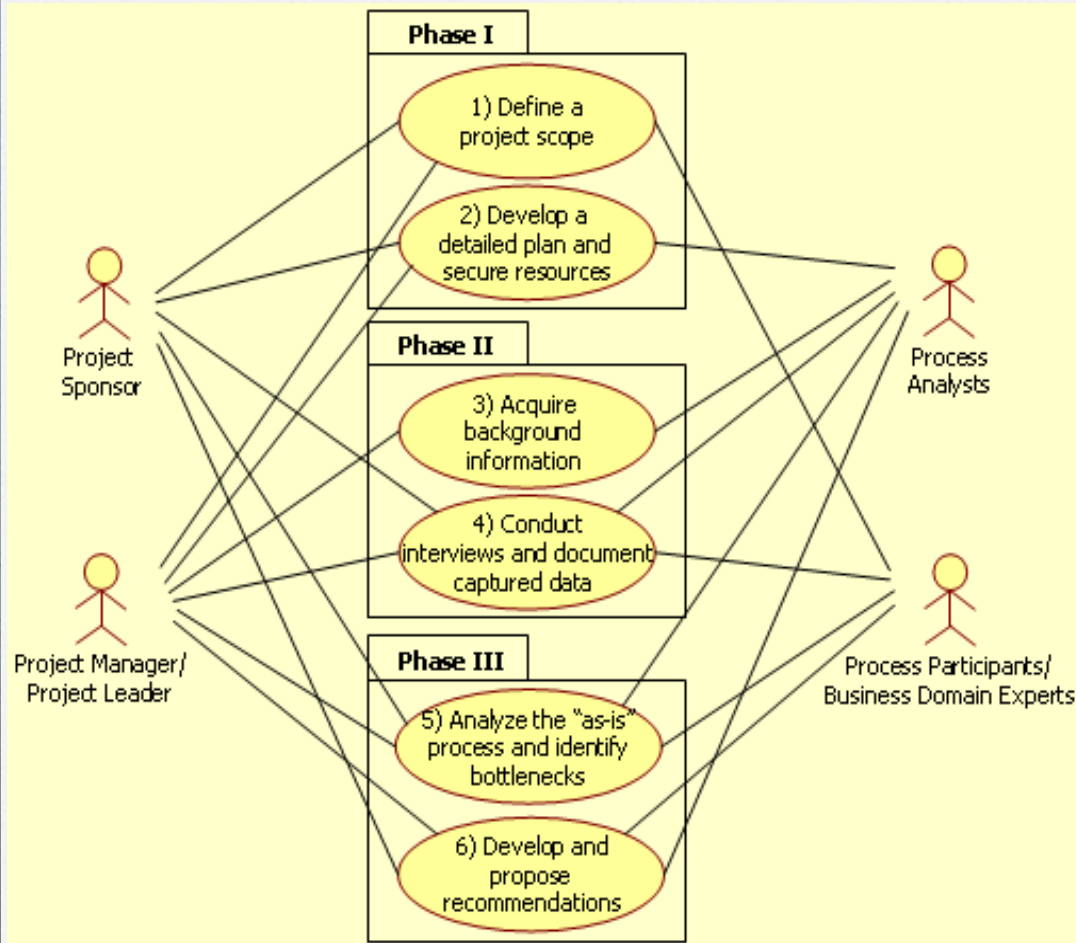 Phase I
1) Define a
project scope
2) Develop a
detailed plan and
secure resources
Project
Sponsor
Process
Analysts
Phase II
3) Acquire
background
information
4) Conduct
interviews and document
captured data
Project Manager/
Project Leader
Process Participants/
Business Domain Experts
Phase III
5) Analyze the “as-is”
process and identify
bottlenecks
6) Develop and
propose
recommendations